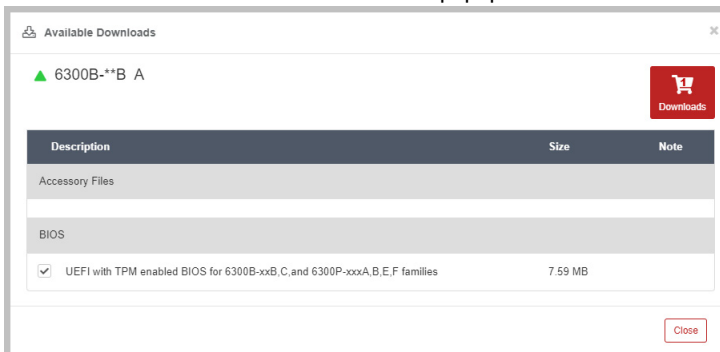 Available Downloads
6300B-**B A
1
Downloads
Description Size Note
Accessory Files
BIOS
UEFI with TPM enabled BIOS for 6300B-xxB,C,and 6300P-xxxA,B,E,F families 7.59 MB
Close